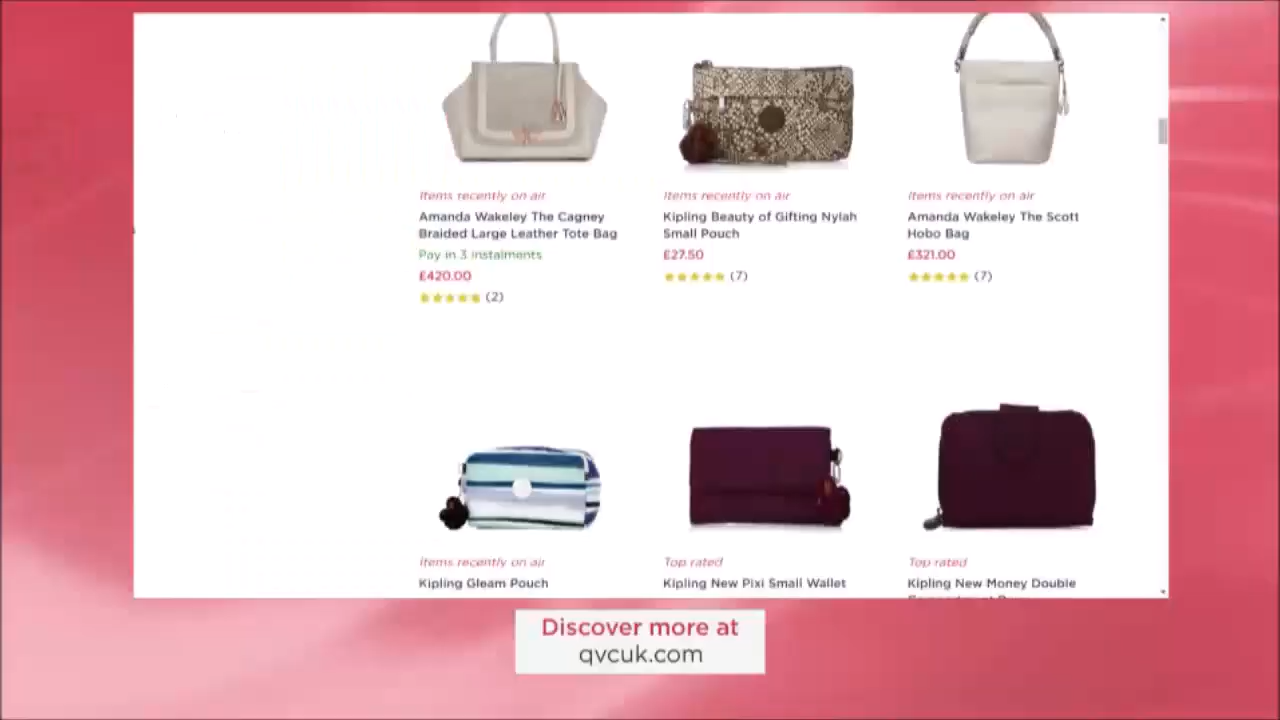 Items recently on air
Amanda Wakeley The Cagney
Braided Large Leather Tote Bag
Pay in 3 instalments
£420.00
(2)
Items recently on air
Kipling Beauty of Gifting Nylah
Small Pouch
£27.50
(7)
Items recently on air
Amanda Wakeley The Scott
Hobo Bag
£321.00
(7)
Items recently on air
Kipling Gleam Pouch
Top rated
Kipling New Pixi Small Wallet
Top rated
Kipling New Money Double
Discover more at
qvcuk.com